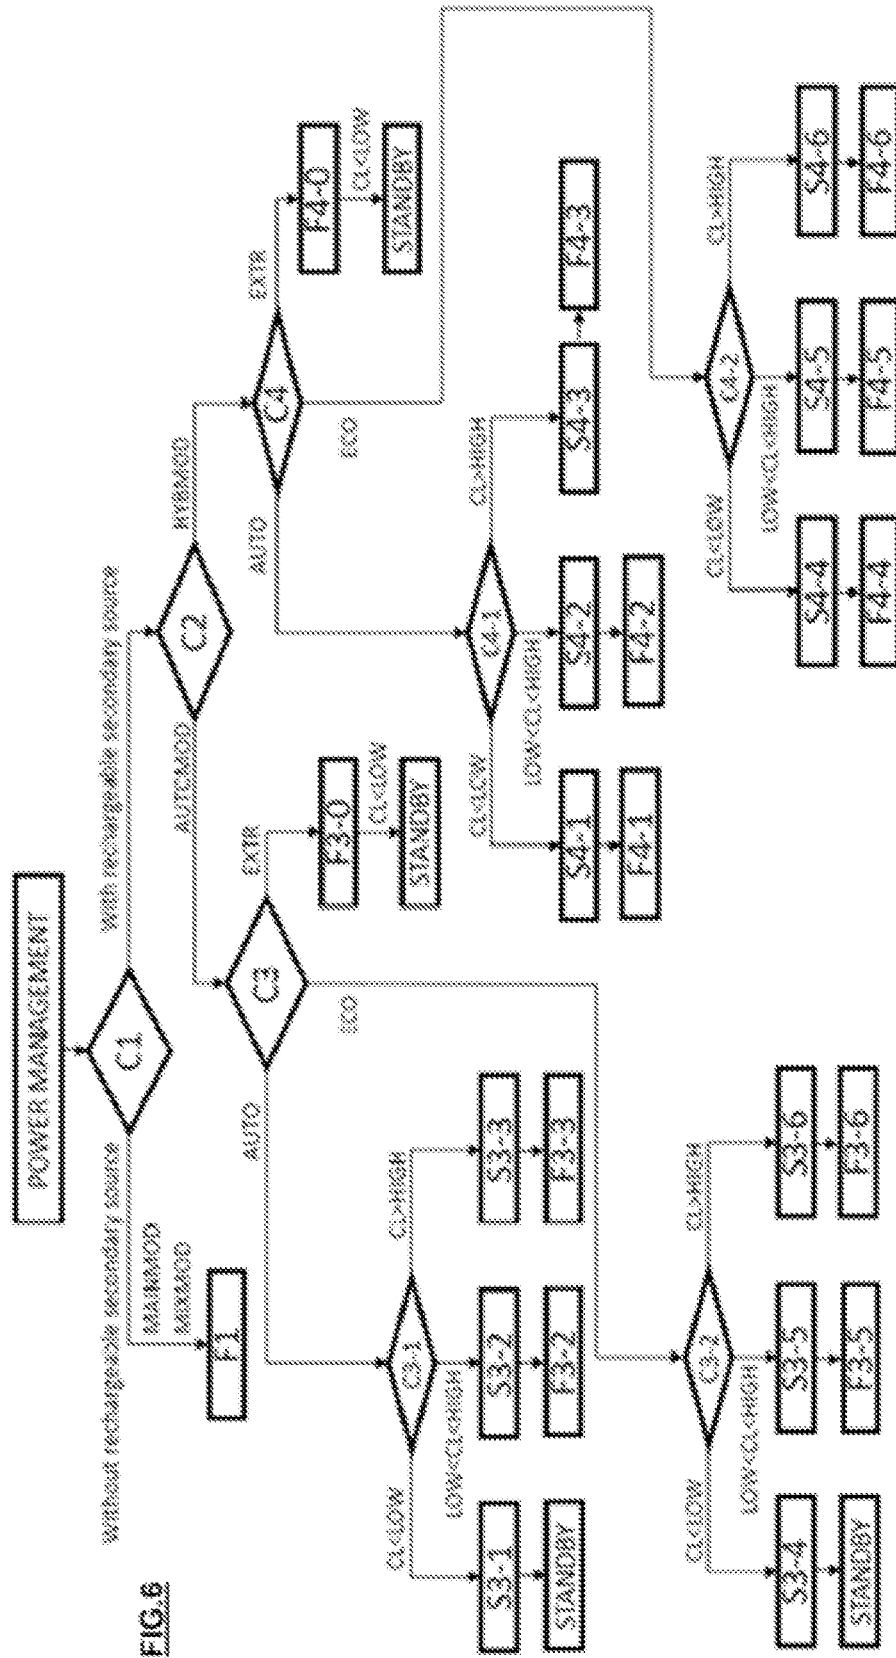 FIG.6
POWER MANAGEMENT
C1
Without rechargeable secondary source
With rechargeable secondary source
MAINMOD
MIXMOD
F1
C2
AUTOMOD
HYBMOD
C3
AUTO
EXTR
ECO
F3-0
CL<LOW
STANDBY
C4
AUTO
EXTR
ECO
F4-0
CL<LOW
STANDBY
C3-1
CL<LOW
LOW<CL<HIGH
CL>HIGH
S3-1
S3-2
S3-3
STANDBY
F3-2
F3-3
C4-1
CL<LOW
LOW<CL<HIGH
CL>HIGH
S4-1
S4-2
S4-3
F4-1
F4-2
F4-3
C3-2
CL<LOW
LOW<CL<HIGH
CL>HIGH
S3-4
S3-5
S3-6
STANDBY
F3-5
F3-6
C4-2
CL<LOW
LOW<CL<HIGH
CL>HIGH
S4-4
S4-5
S4-6
F4-4
F4-5
F4-6